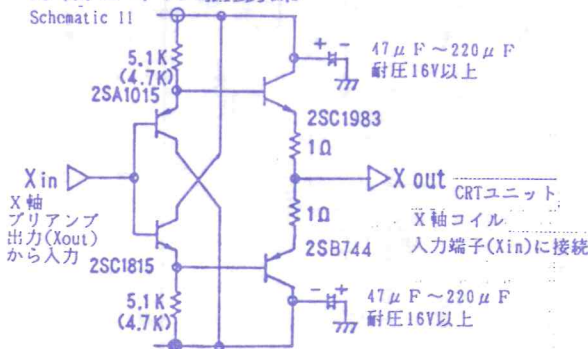 Schematic 11
5.1K
(4.7K)
2SA1015
+ -
47μF～220μF
耐圧16V以上
2SC1983
1Ω
Xin
X軸
プリアンプ
出力(Xout)
から入力
X out
CRTユニット
X軸コイル
入力端子(Xin)に接続
1Ω
2SB744
2SC1815
5.1K
(4.7K)
- +
47μF～220μF
耐圧16V以上